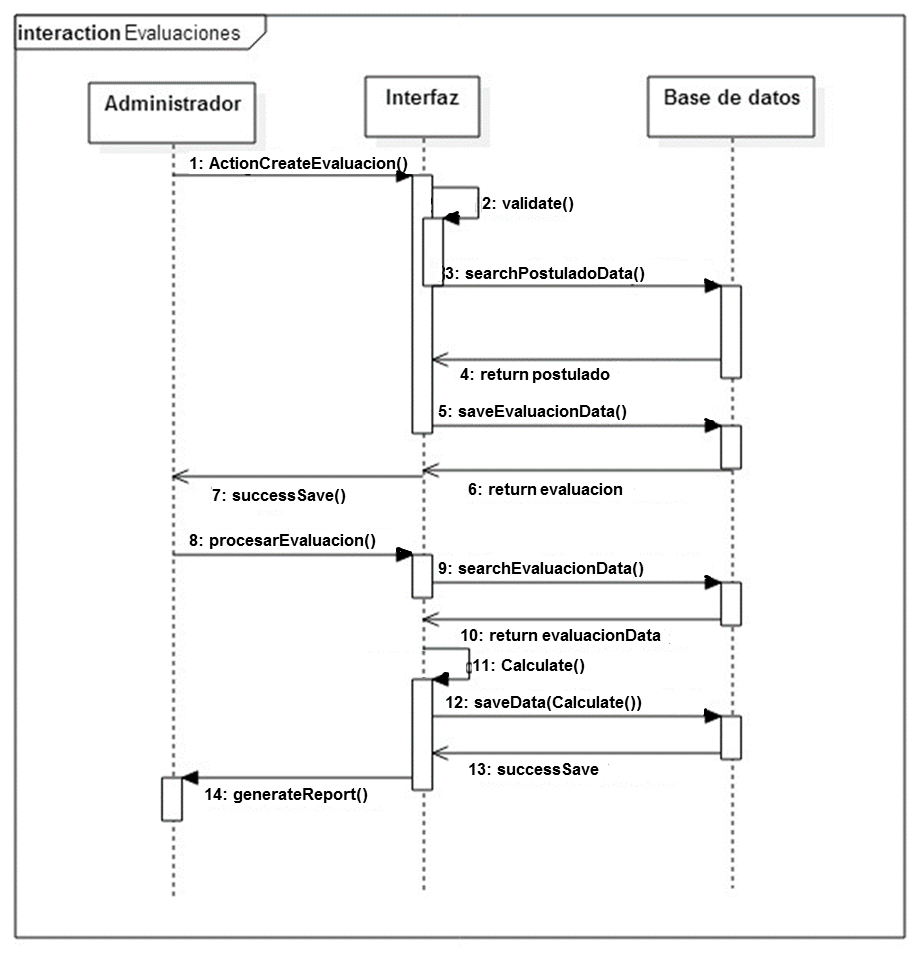 interaction Evaluaciones
Administrador
Interfaz
Base de datos
1: ActionCreateEvaluacion()
2: validate()
3: searchPostuladoData()
4: return postulado
5: saveEvaluacionData()
6: return evaluacion
7: successSave()
8: procesarEvaluacion()
9: searchEvaluacionData()
10: return evaluacionData
11: Calculate()
12: saveData(Calculate())
13: successSave
14: generateReport()